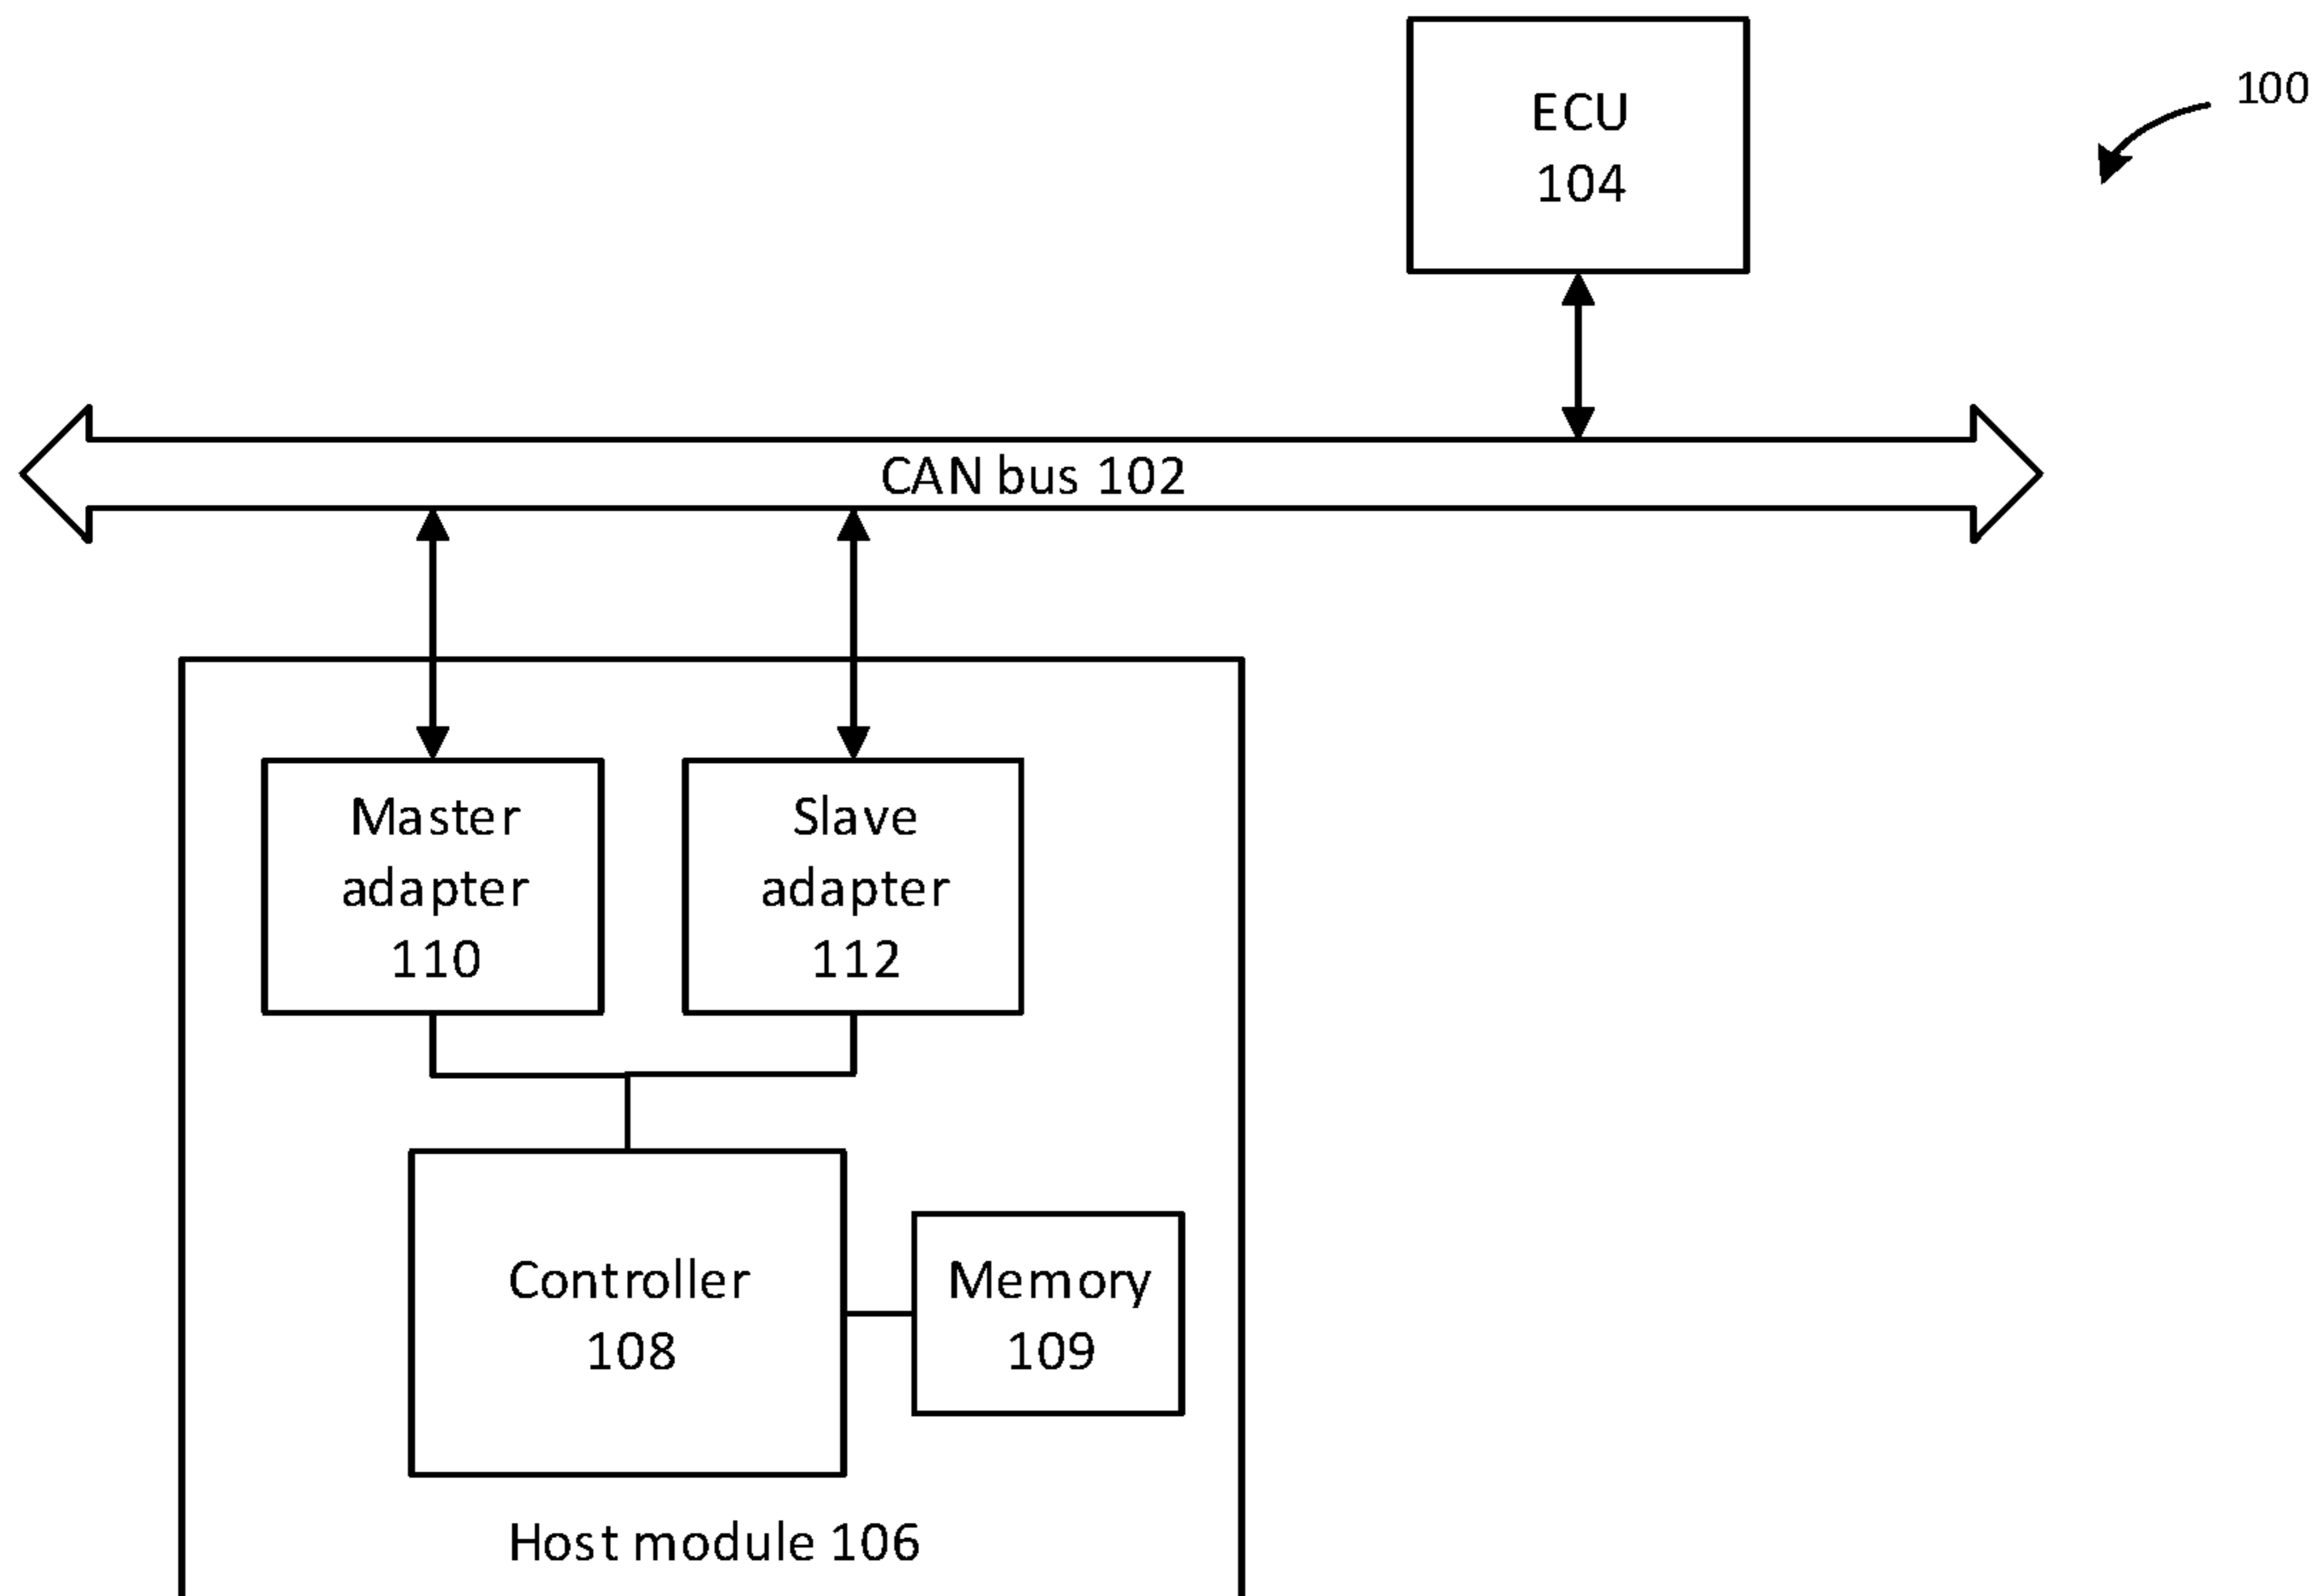 ECU
104
100
CAN bus 102
Master
adapter
110
Slave
adapter
112
Controller
108
Memory
109
Host module 106